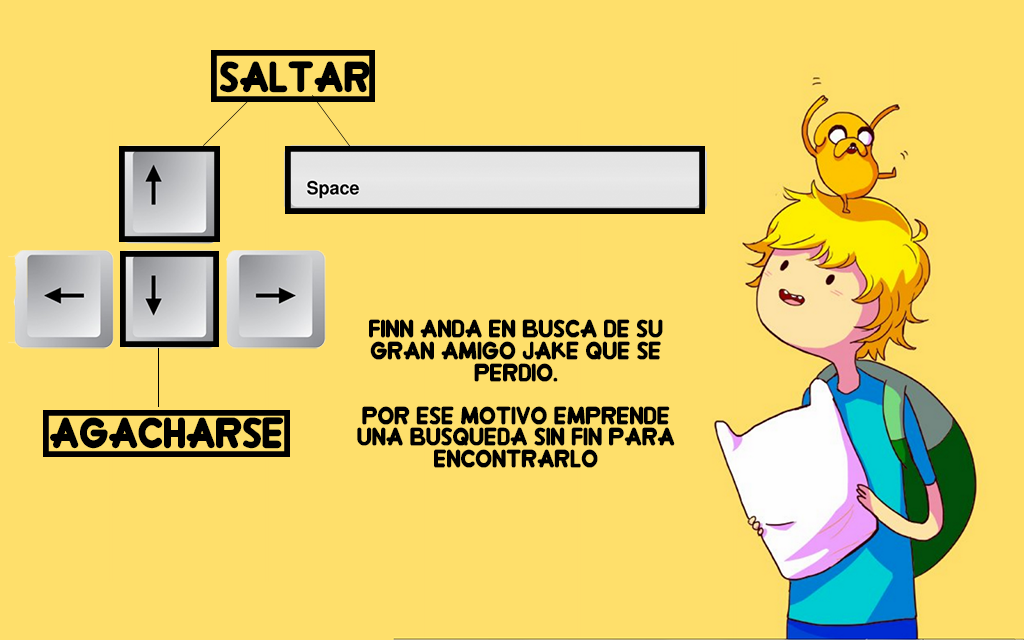 SALTAR
Space
AGACHARSE
FINN ANDA EN BUSCA DE SU
GRAN AMIGO JAKE QUE SE
PERDIO.
POR ESE MOTIVO EMPRENDE
UNA BUSQUEDA SIN FIN PARA
ENCONTRARLO